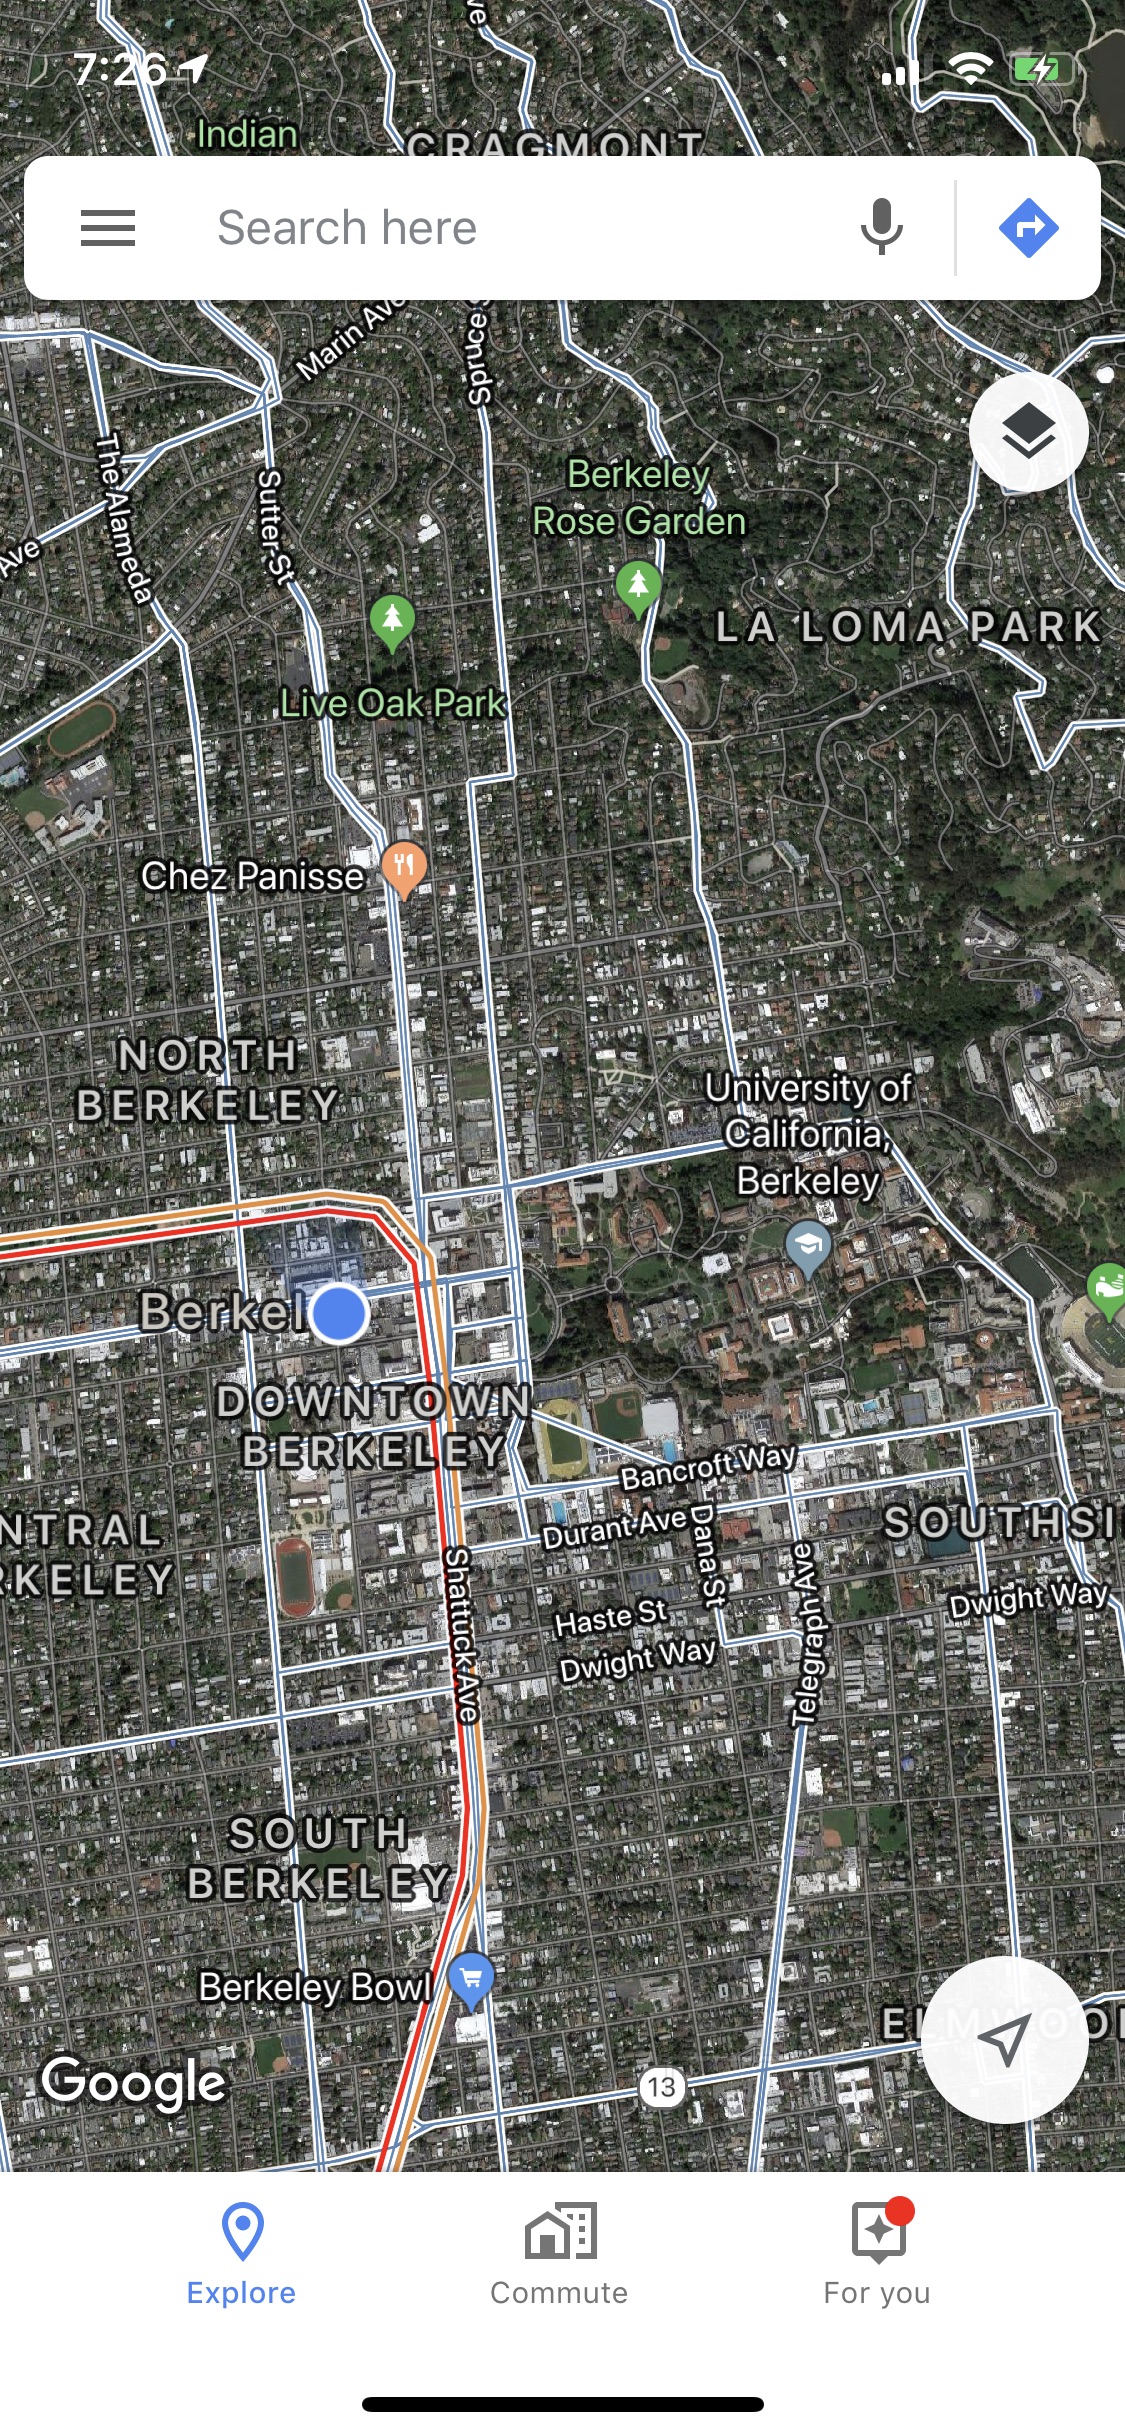 7:26
Indian
CRAGMONT
Search here
Marin Ave
Spruce S
The Alameda
Sutter St
Ave
Berkeley
Rose Garden
LA LOMA PARK
Live Oak Park
Chez Panisse
NORTH
BERKELEY
University of
California,
Berkeley
Berkel
DOWNTOWN
BERKELEY
Bancroft Way
Durant Ave
Dana St
NTRAL
RKELEY
SOUTHSI
Shattuck Ave
Haste St
Dwight Way
Telegraph Ave
Dwight Way
SOUTH
BERKELEY
Berkeley Bowl
ELMWOOD
13
Google
Explore
Commute
For you